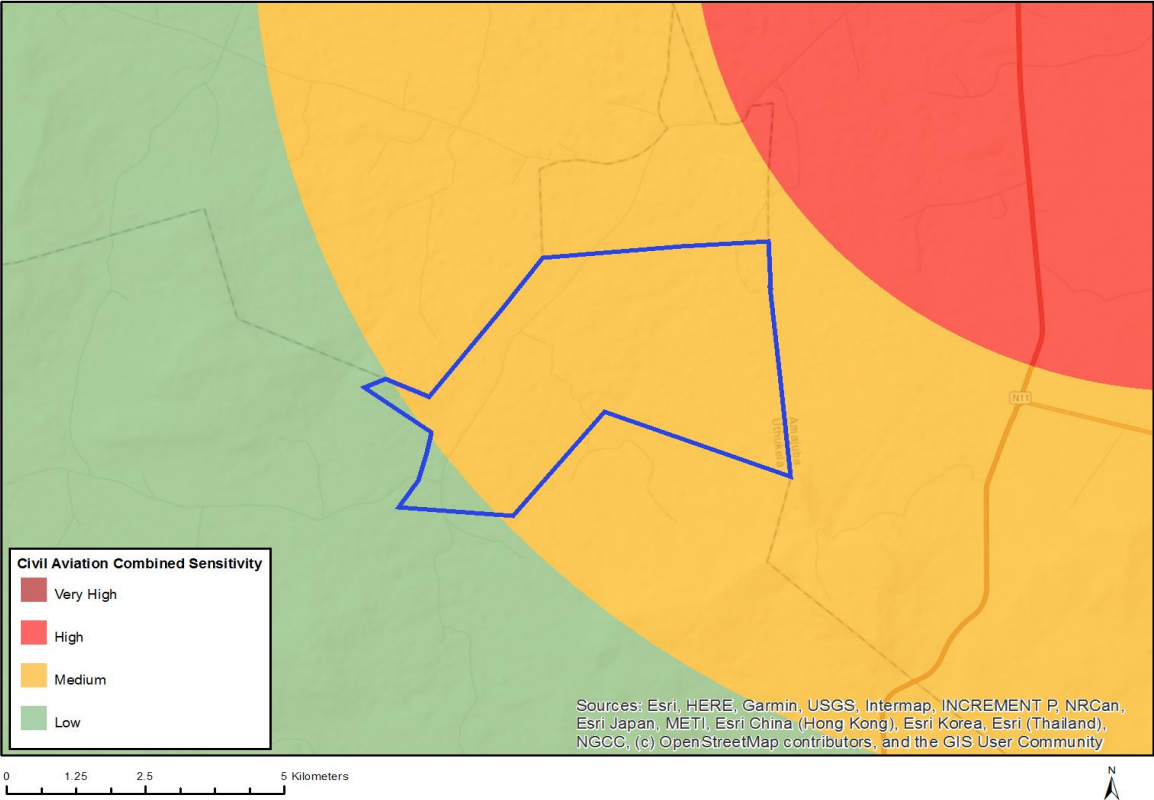 N11
Amajuba
Uthukela
Civil Aviation Combined Sensitivity
Very High
High
Medium
Low
Sources: Esri, HERE, Garmin, USGS, Intermap, INCREMENT P, NRCan,
Esri Japan, METI, Esri China (Hong Kong), Esri Korea, Esri (Thailand),
NGCC, (c) OpenStreetMap contributors, and the GIS User Community
0 1.25 2.5 5 Kilometers
N